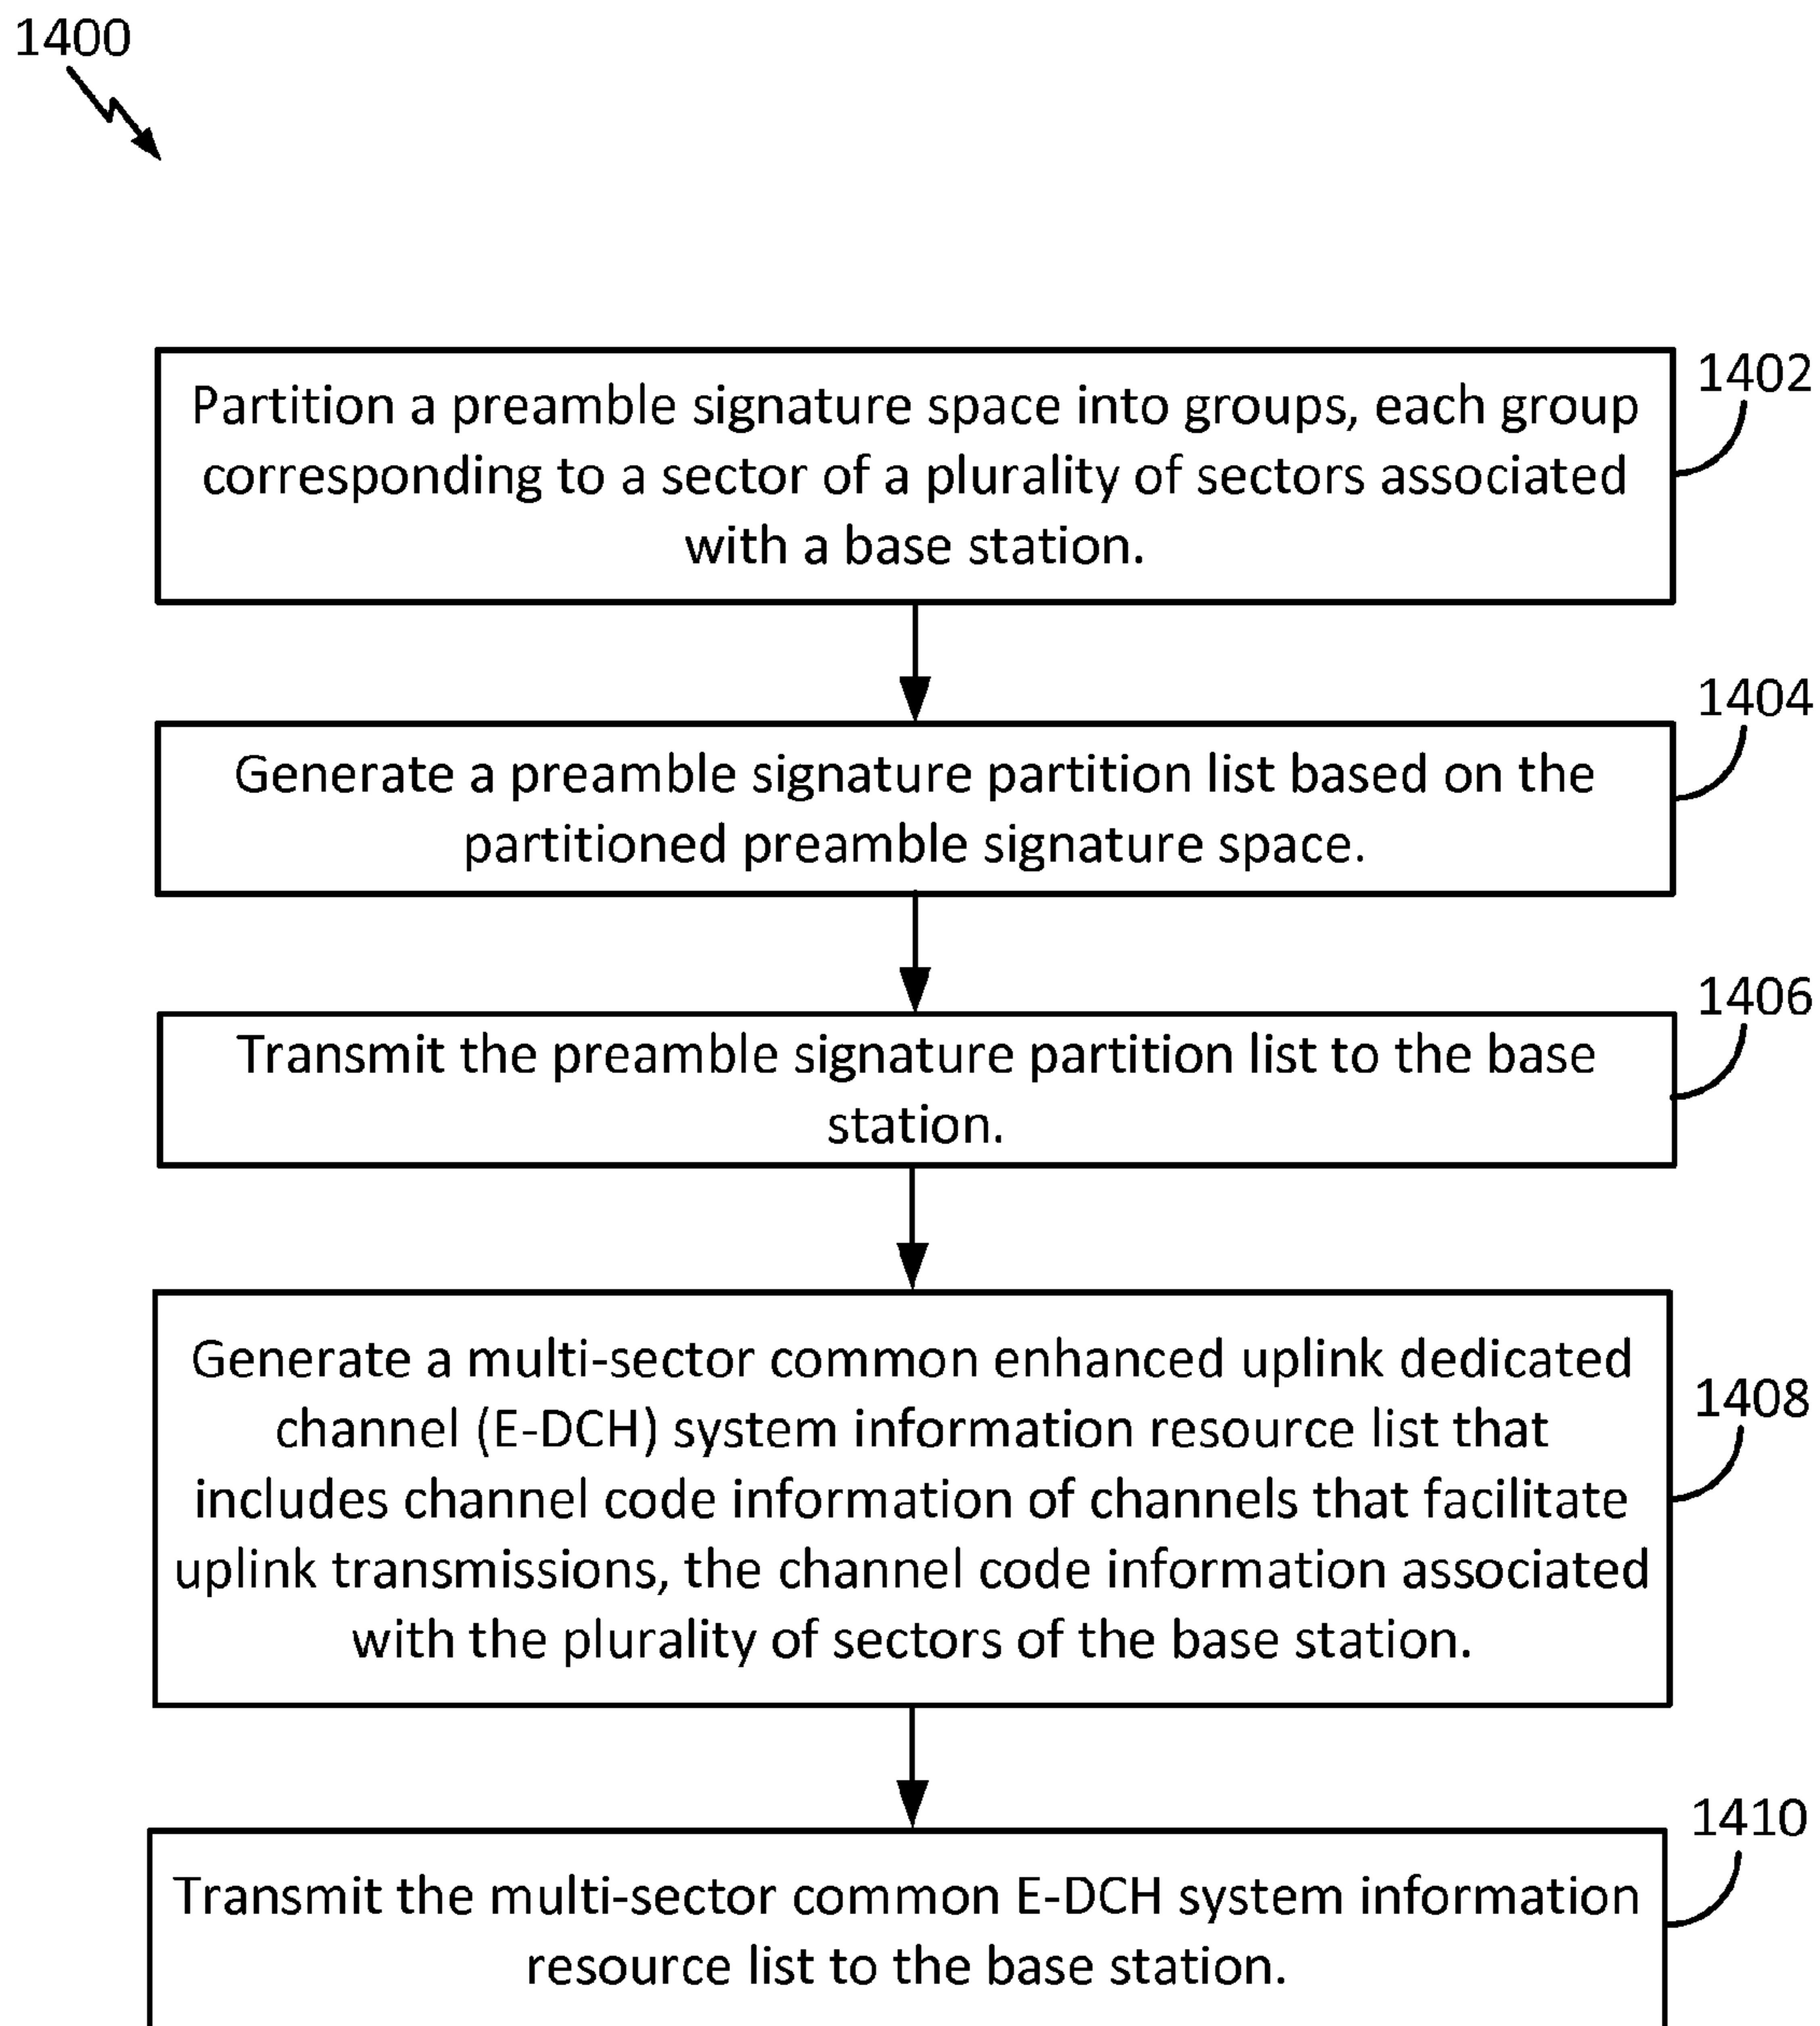 1400
1402
Partition a preamble signature space into groups, each group
corresponding to a sector of a plurality of sectors associated
with a base station.
1404
Generate a preamble signature partition list based on the
partitioned preamble signature space.
1406
Transmit the preamble signature partition list to the base
station.
1408
Generate a multi-sector common enhanced uplink dedicated
channel (E-DCH) system information resource list that
includes channel code information of channels that facilitate
uplink transmissions, the channel code information associated
with the plurality of sectors of the base station.
1410
Transmit the multi-sector common E-DCH system information
resource list to the base station.